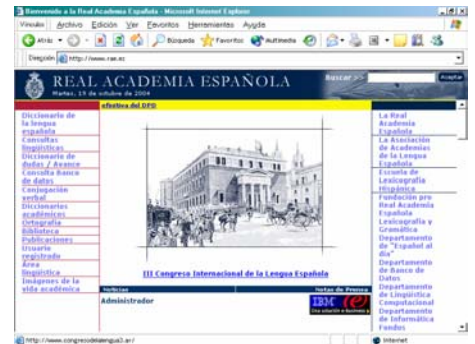 Bienvenido a la Real Academia Española - Microsoft Internet Explorer
Vínculos Archivo Edición Ver Favoritos Herramientas Ayuda
Atrás Búsqueda Favoritos Multimedia
Dirección http://www.rae.es
REAL ACADEMIA ESPAÑOLA
Buscar >>
Aceptar
Martes, 19 de octubre de 2004
efectiva del DPD
Diccionario de
la lengua
española
Consultas
lingüísticas
Diccionario de
dudas / Avance
Consulta Banco
de datos
Conjugación
verbal
Diccionarios
académicos
Ortografía
Biblioteca
Publicaciones
Usuario
registrado
Área
lingüística
Imágenes de la
vida académica
III Congreso Internacional de la Lengua Española
Noticias
Notas de Prensa
Administrador
IBM
La Real
Academia
Española
La Asociación
de Academias
de la Lengua
Española
Escuela de
Lexicografía
Hispánica
Fundación pro
Real Academia
Española
Lexicografía y
Gramática
Departamento
de "Español al
día"
Departamento
de Banco de
Datos
Departamento
de Lingüística
Computacional
Departamento
de Informática
Fondos
http://www.congresodelalengua3.ar/
Internet